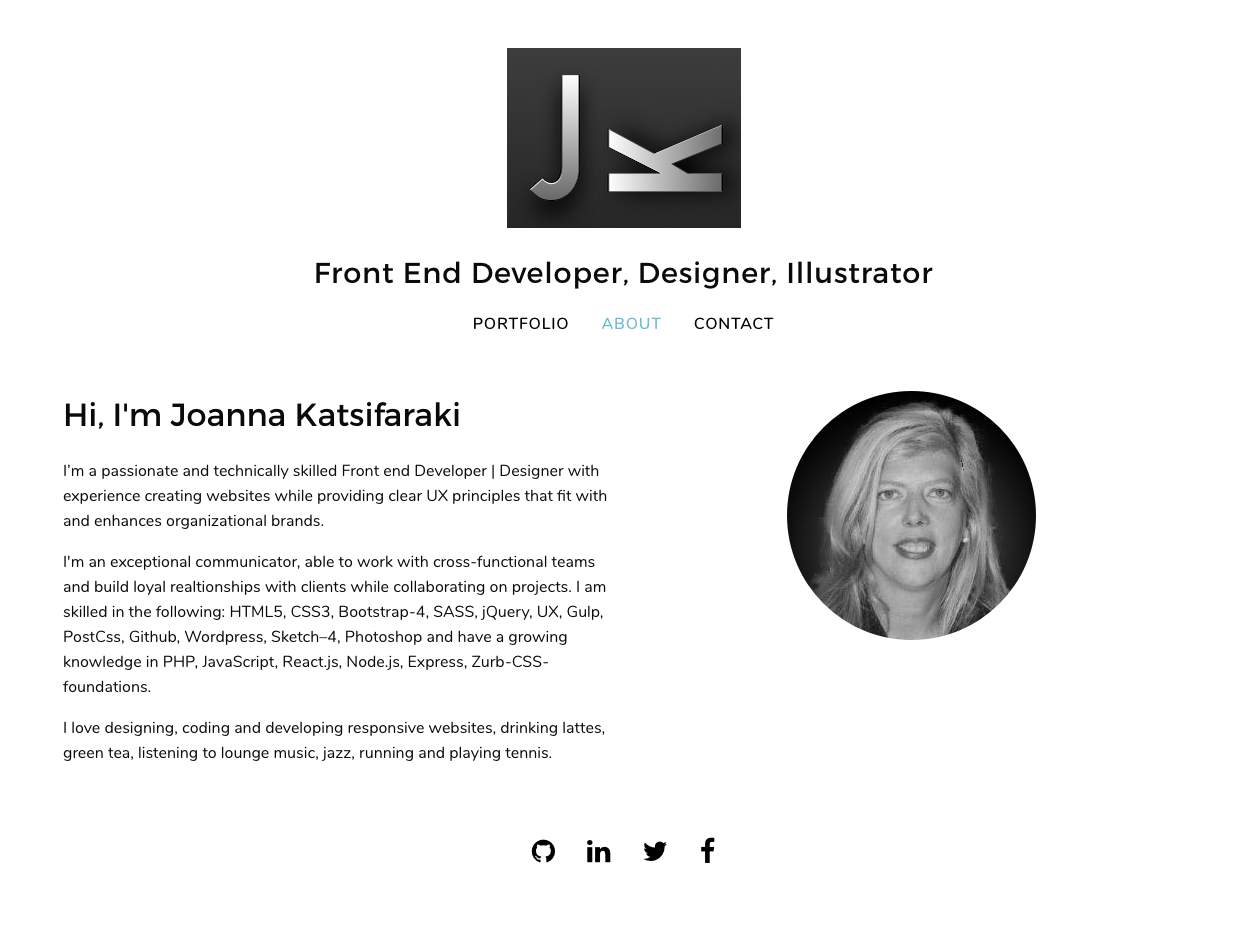 JK
Front End Developer, Designer, Illustrator
PORTFOLIO ABOUT CONTACT
Hi, I'm Joanna Katsifaraki
I’m a passionate and technically skilled Front end Developer | Designer with
experience creating websites while providing clear UX principles that fit with
and enhances organizational brands.
I'm an exceptional communicator, able to work with cross-functional teams
and build loyal realtionships with clients while collaborating on projects. I am
skilled in the following: HTML5, CSS3, Bootstrap-4, SASS, jQuery, UX, Gulp,
PostCss, Github, Wordpress, Sketch–4, Photoshop and have a growing
knowledge in PHP, JavaScript, React.js, Node.js, Express, Zurb-CSS-
foundations.
I love designing, coding and developing responsive websites, drinking lattes,
green tea, listening to lounge music, jazz, running and playing tennis.